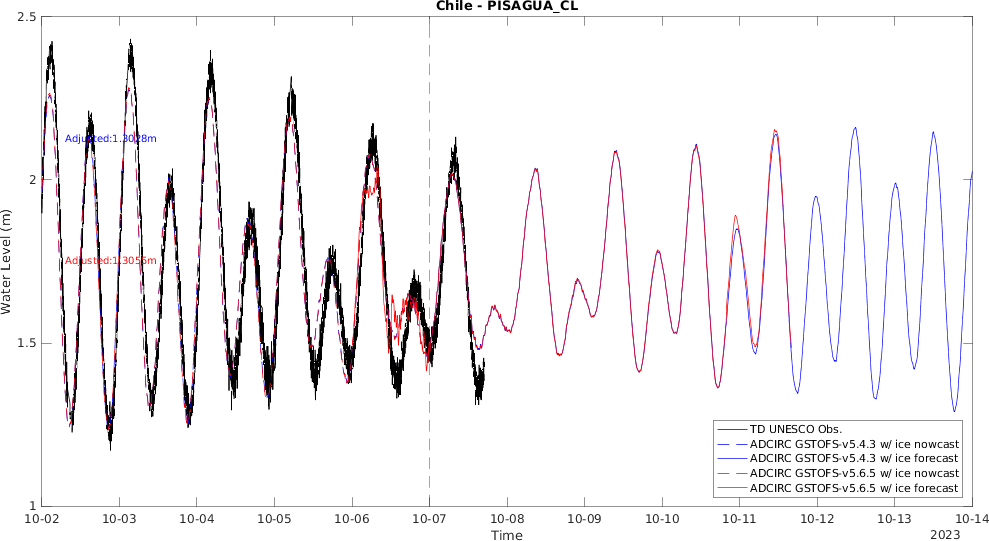 Chile - PISAGUA_CL
Water Level (m)
2.5
2
1.5
1
Adjusted:1.3028m
Adjusted:1.3055m
TD UNESCO Obs.
ADCIRC GSTOFS-v5.4.3 w/ ice nowcast
ADCIRC GSTOFS-v5.4.3 w/ ice forecast
ADCIRC GSTOFS-v5.6.5 w/ ice nowcast
ADCIRC GSTOFS-v5.6.5 w/ ice forecast
10-02 10-03 10-04 10-05 10-06 10-07 10-08 10-09 10-10 10-11 10-12 10-13 10-14
Time
2023